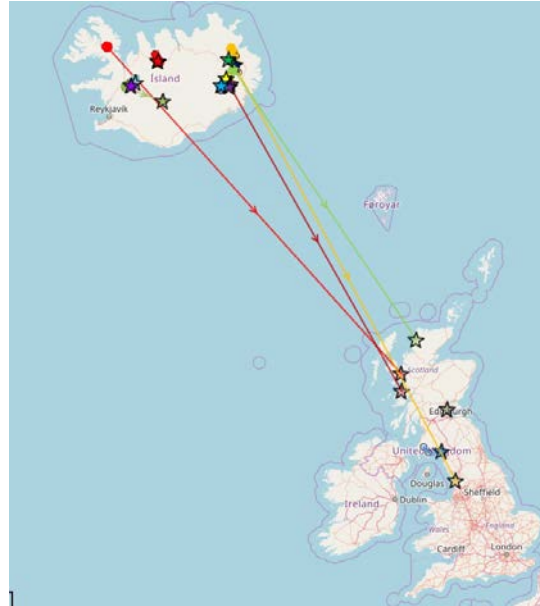 Ísland
Reykjavík
Føroyar
Scotland
Edinburgh
United Kingdom
Douglas
Sheffield
Ireland
Dublin
Wales
England
Cardiff
London